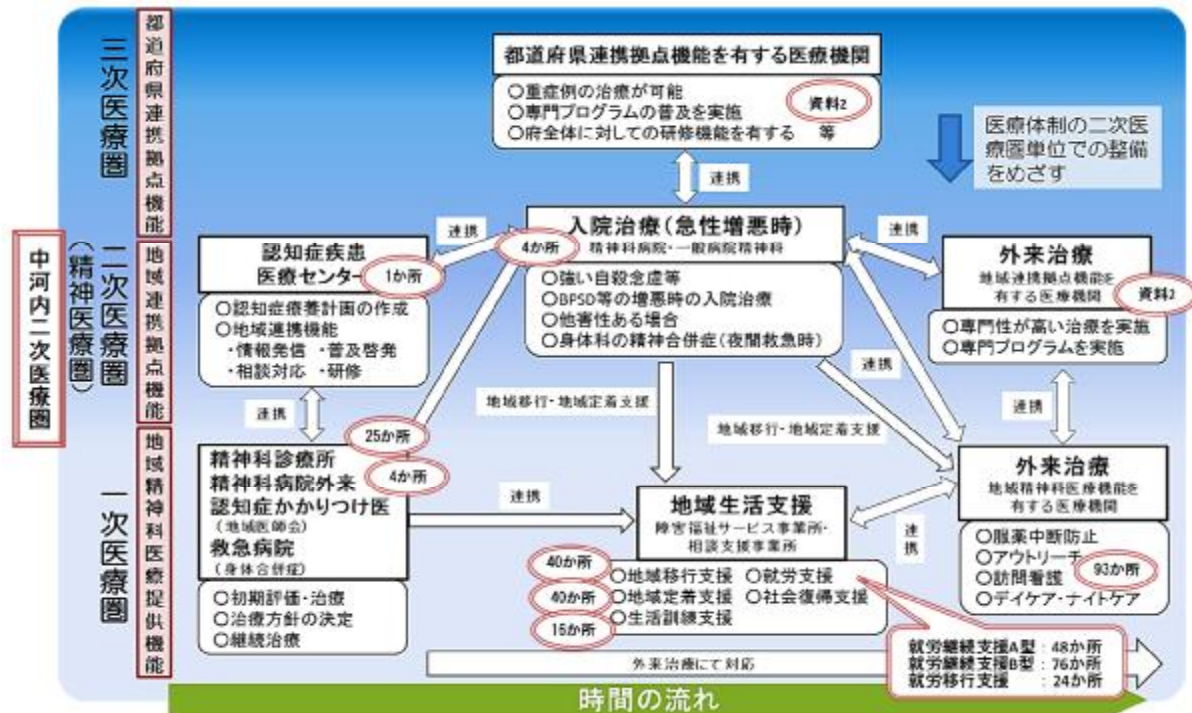 中河内二次医療圏
三次医療圏
二次医療圏
（精神医療圏）
一次医療圏
都道府県連携拠点機能
地域連携拠点機能
地域精神科医療提供機能
都道府県連携拠点機能を有する医療機関
○重症例の治療が可能
○専門プログラムの普及を実施
○府全体に対しての研修機能を有する　等
資料2
医療体制の二次医
療圏単位での整備
をめざす
連携
連携
認知症疾患
医療センター
1か所
○認知症療養計画の作成
○地域連携機能
・情報発信　・普及啓発
・相談対応　・研修
入院治療（急性増悪時）
精神科病院・一般病院精神科
4か所
○強い自殺念慮等
○BPSD等の増悪時の入院治療
○他害性ある場合
○身体科の精神合併症（夜間救急時）
連携
外来治療
地域連携拠点機能を
有する医療機関
資料2
○専門性が高い治療を実施
○専門プログラムを実施
連携
連携
連携
地域移行・地域定着支援
地域移行・地域定着支援
25か所
精神科診療所
精神科病院外来
4か所
認知症かかりつけ医
（地域医師会）
救急病院
（身体合併症）
○初期評価・治療
○治療方針の決定
○継続治療
連携
地域生活支援
障害福祉サービス事業所・
相談支援事業所
40か所
○地域移行支援　○就労支援
40か所
○地域定着支援　○社会復帰支援
15か所
○生活訓練支援
連携
外来治療
地域精神科医療機能を
有する医療機関
○服薬中断防止
○アウトリーチ
○訪問看護
93か所
○デイケア・ナイトケア
就労継続支援A型：48か所
就労継続支援B型：76か所
就労移行支援　：24か所
外来治療にて対応
時間の流れ